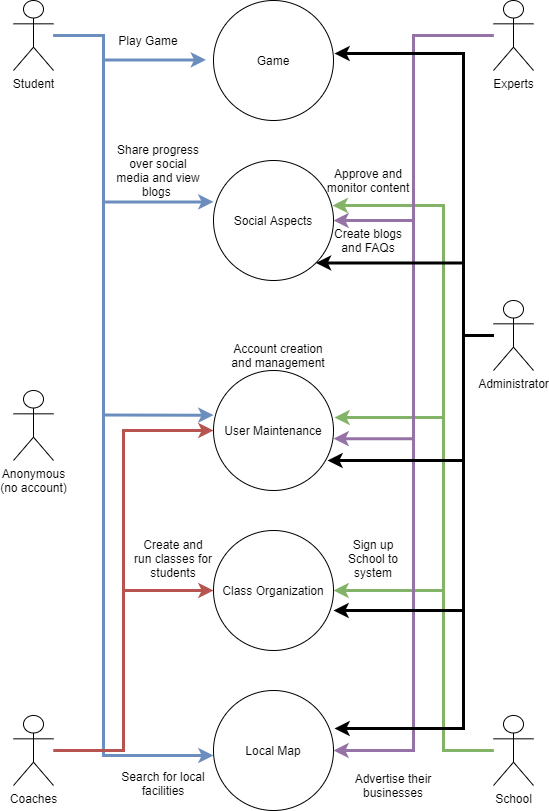 Play Game
Game
Student
Experts
Share progress
over social
media and view
blogs
Approve and
monitor content
Social Aspects
Create blogs
and FAQs
Account creation
and management
Administrator
User Maintenance
Anonymous
(no account)
Create and
run classes for
students
Sign up
School to
system
Class Organization
Local Map
Search for local
facilities
Advertise their
businesses
Coaches
School